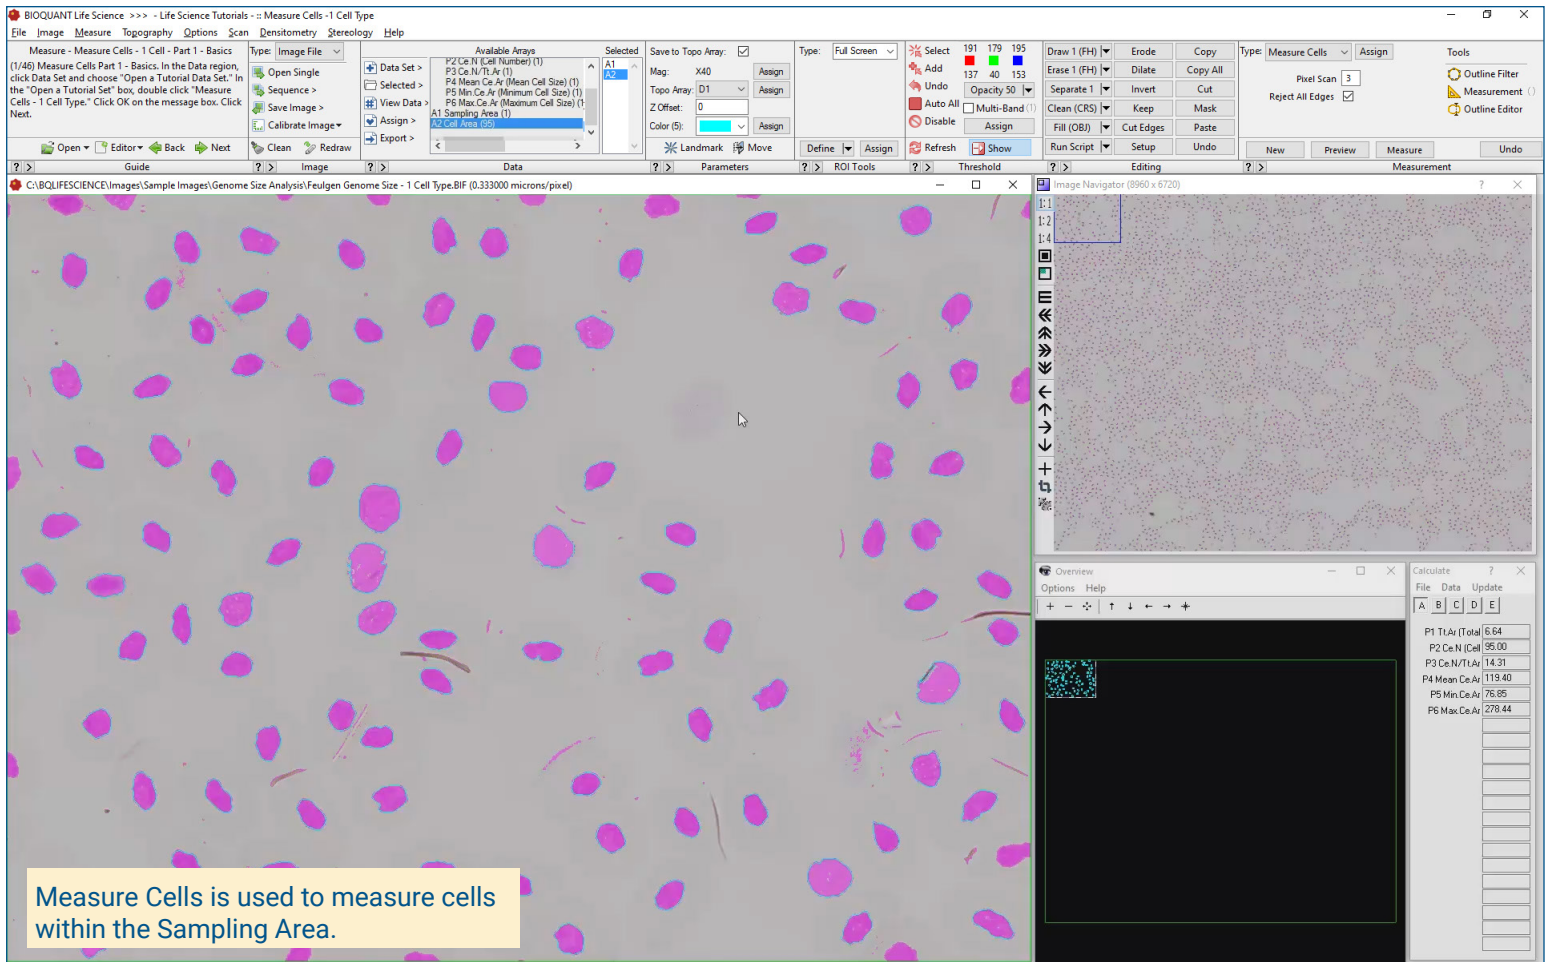 BIOQUANT Life Science >>> - Life Science Tutorials - :: Measure Cells -1 Cell Type
File Image Measure Topography Options Scan Densitometry Stereology Help
Measure - Measure Cells - 1 Cell - Part 1 - Basics
(1/46) Measure Cells Part 1 - Basics. In the Data region,
click Data Set and choose "Open a Tutorial Data Set." In
the "Open a Tutorial Set" box, double click "Measure
Cells - 1 Cell Type." Click OK on the message box. Click
Next.
Open Editor Back Next
? > Guide
Type: Image File
Open Single
Sequence >
Save Image >
Calibrate Image
Clean Redraw
? > Image
Data Set >
Selected >
View Data >
Assign >
Export >
Available Arrays
P2 Ce.N (Cell Number) (1)
P3 Ce.N/Tt.Ar (1)
P4 Mean Ce.Ar (Mean Cell Size) (1)
P5 Min.Ce.Ar (Minimum Cell Size) (1)
P6 Max.Ce.Ar (Maximum Cell Size) (1
A1 Sampling Area (1)
A2 Cell Area (95)
Selected
A1
A2
? > Data
Save to Topo Array:
Mag: X40 Assign
Topo Array: D1 Assign
Z Offset: 0
Color (5): Assign
Landmark Move
? > Parameters
Type: Full Screen
Define Assign
? > ROI Tools
Select 191 179 195
Add
137 40 153
Undo Opacity 50
Auto All Multi-Band (1)
Disable Assign
Refresh Show
? > Threshold
Draw 1 (FH) Erode Copy
Erase 1 (FH) Dilate Copy All
Separate 1 Invert Cut
Clean (CRS) Keep Mask
Fill (OBJ) Cut Edges Paste
Run Script Setup Undo
? > Editing
Type: Measure Cells Assign
Pixel Scan 3
Reject All Edges
New Preview Measure Undo
Tools
Outline Filter
Measurement ()
Outline Editor
? > Measurement
C:\BQLIFESCIENCE\Images\Sample Images\Genome Size Analysis\Feulgen Genome Size - 1 Cell Type.BIF (0.333000 microns/pixel)
Image Navigator (8960 x 6720) ?
1:1
1:2
1:4
Overview
Options Help
Calculate ?
File Data Update
A B C D E
P1 Tt.Ar (Total 6.64
P2 Ce.N (Cell 95.00
P3 Ce.N/Tt.Ar 14.31
P4 Mean Ce.Ar 119.40
P5 Min.Ce.Ar 76.85
P6 Max.Ce.Ar 278.44
Measure Cells is used to measure cells
within the Sampling Area.